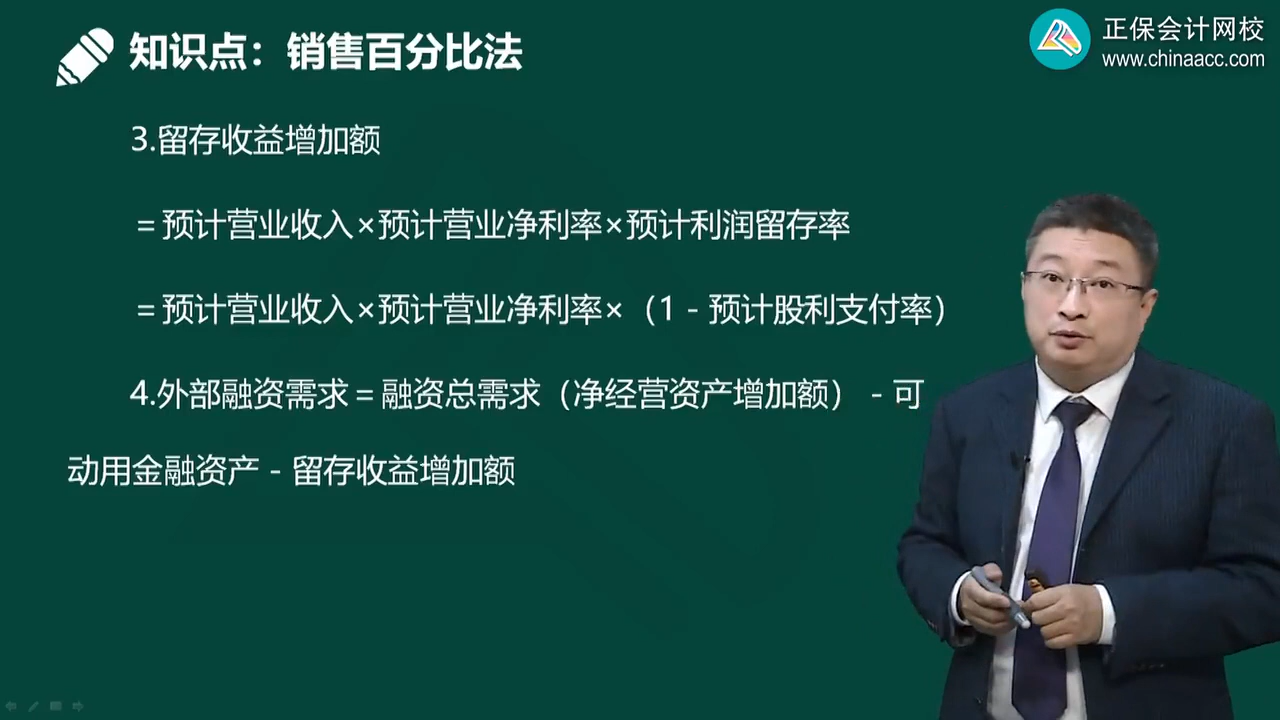 知识点：销售百分比法
正保会计网校
www.chinaacc.com
3.留存收益增加额
＝预计营业收入×预计营业净利率×预计利润留存率
＝预计营业收入×预计营业净利率×（1－预计股利支付率）
4.外部融资需求＝融资总需求（净经营资产增加额）－可
动用金融资产－留存收益增加额